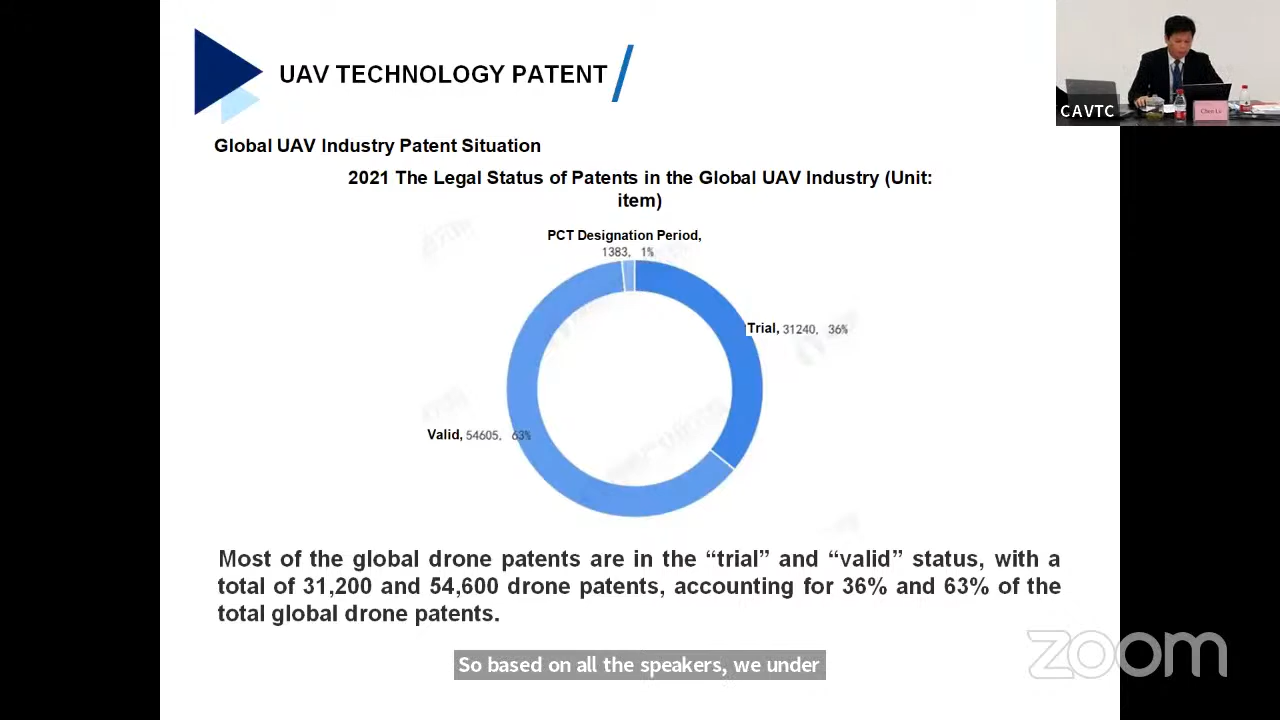 UAV TECHNOLOGY PATENT
CAVTC
Global UAV Industry Patent Situation
2021 The Legal Status of Patents in the Global UAV Industry (Unit:
item)
PCT Designation Period,
1383, 1%
Trial, 31240, 36%
Valid, 54605, 63%
Most of the global drone patents are in the “trial” and “valid” status, with a
total of 31,200 and 54,600 drone patents, accounting for 36% and 63% of the
total global drone patents.
So based on all the speakers, we under
zoom